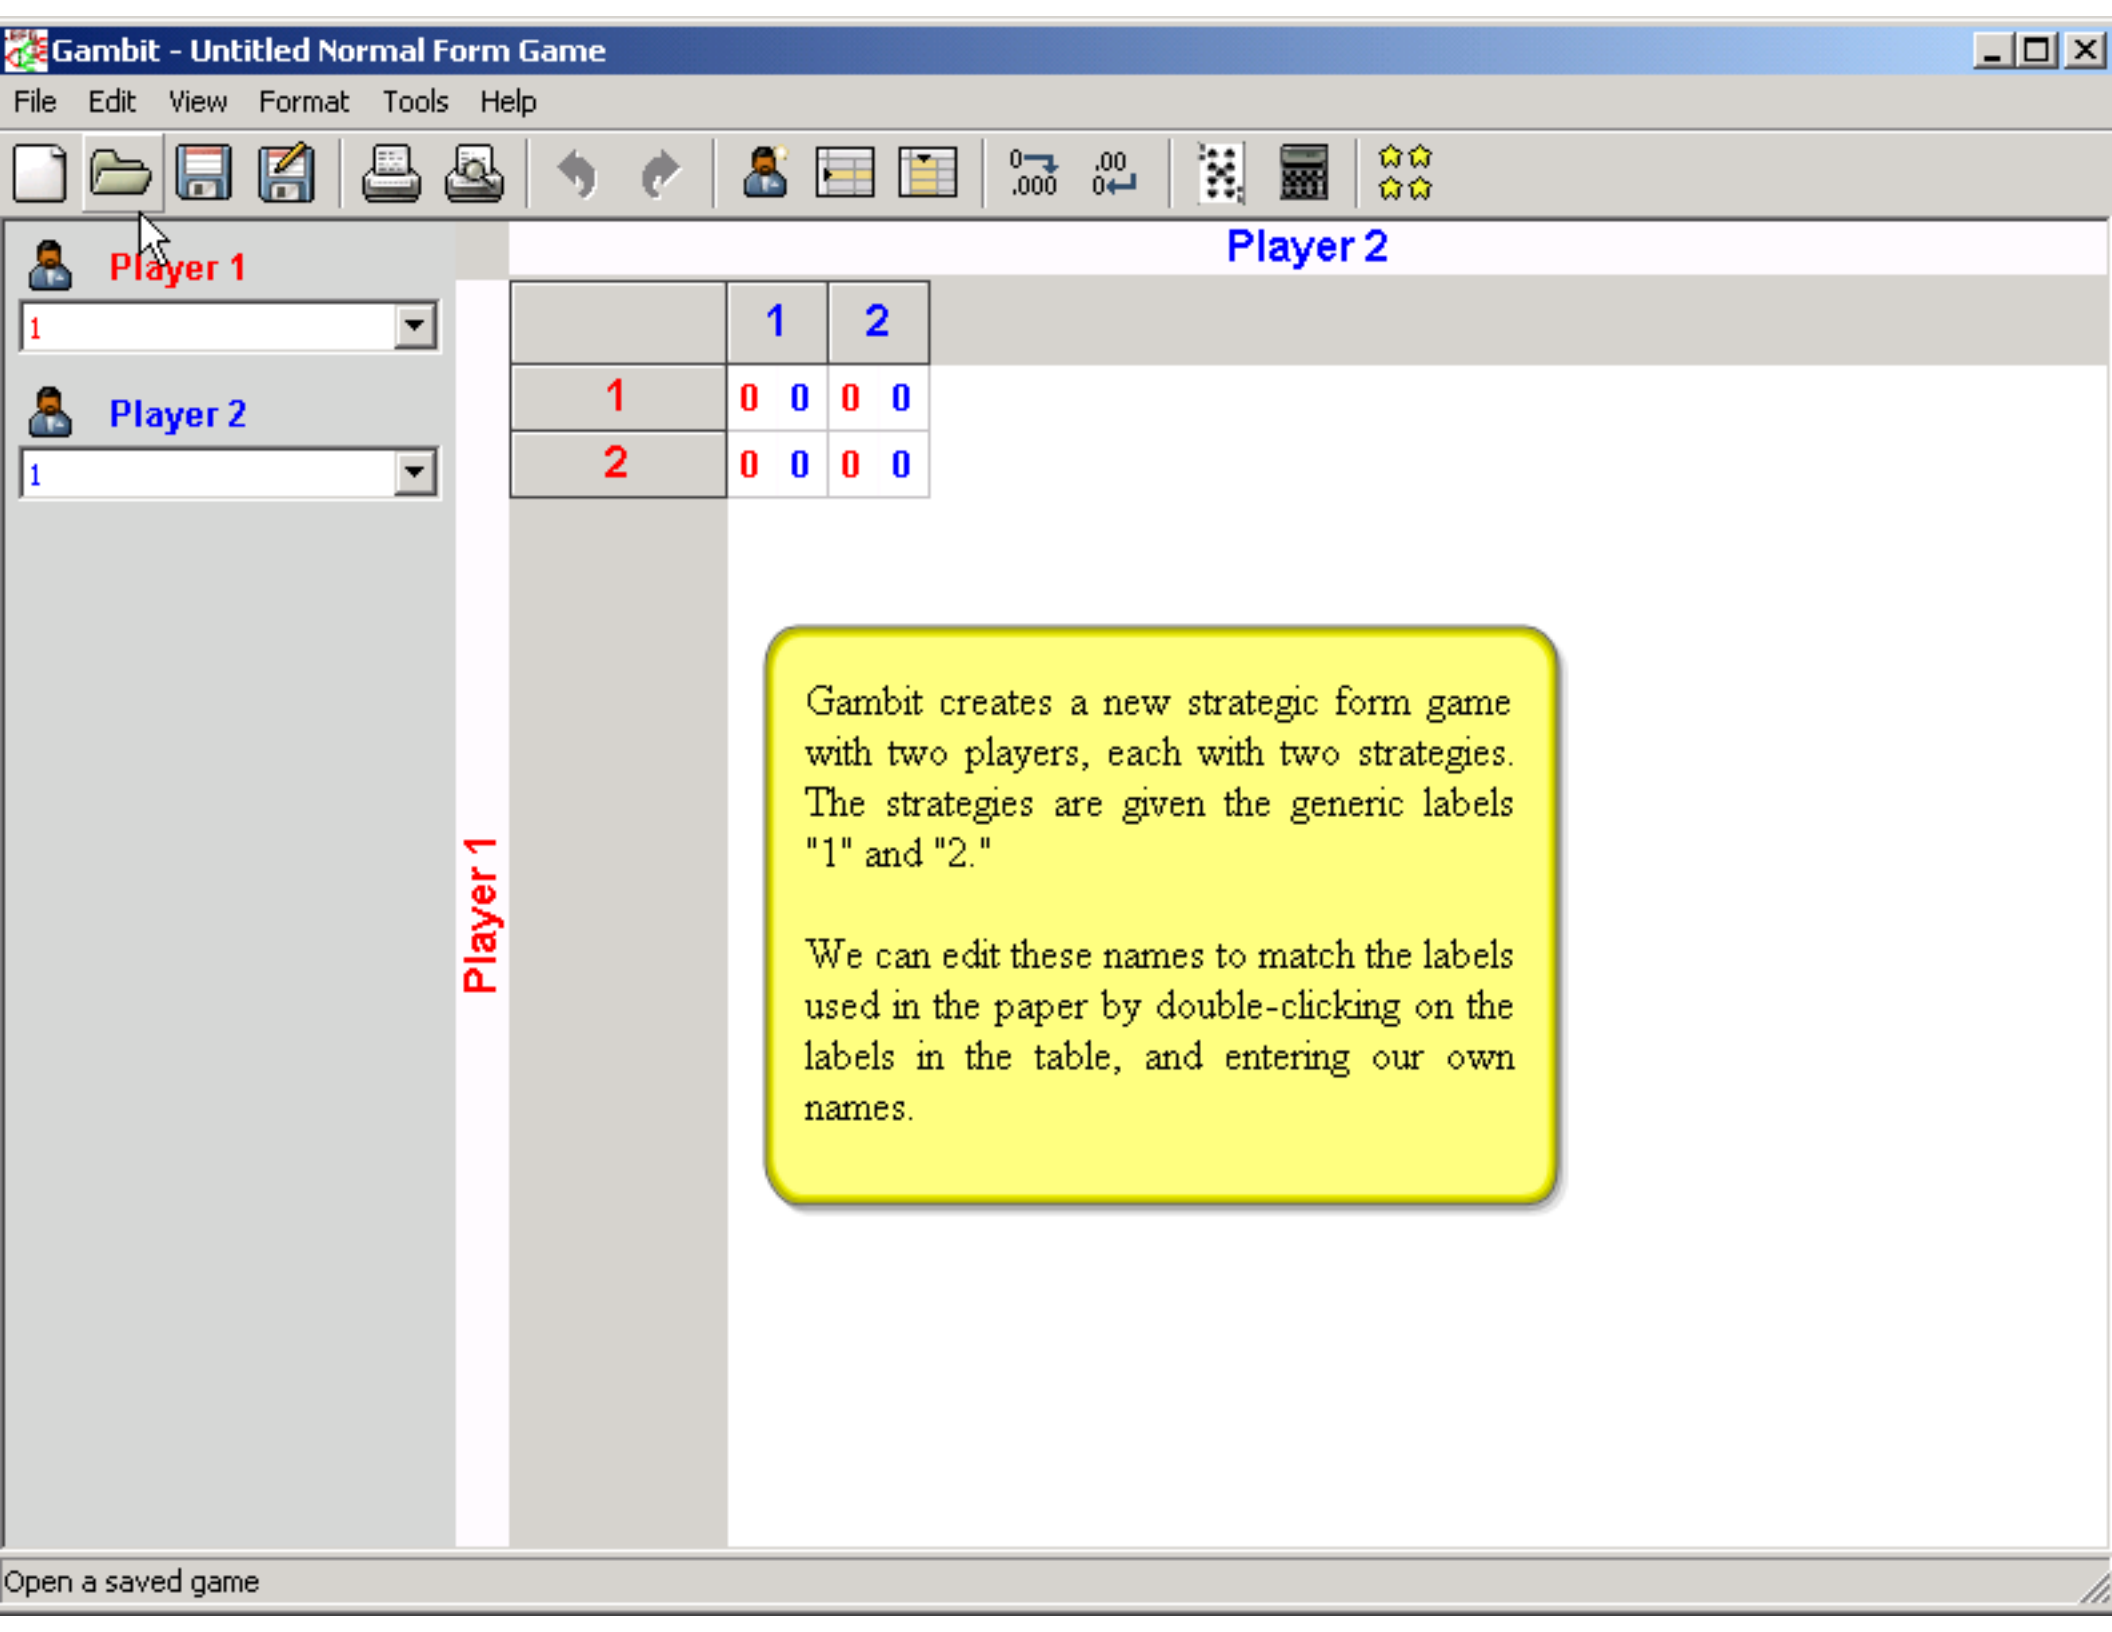 Gambit - Untitled Normal Form Game
File Edit View Format Tools Help
0 .000 .00 0
Player 1
1
Player 2
1
Player 2
Player 1
1 2
1 0 0 0 0
2 0 0 0 0
Gambit creates a new strategic form game
with two players, each with two strategies.
The strategies are given the generic labels
"1" and "2."
We can edit these names to match the labels
used in the paper by double-clicking on the
labels in the table, and entering our own
names.
Open a saved game